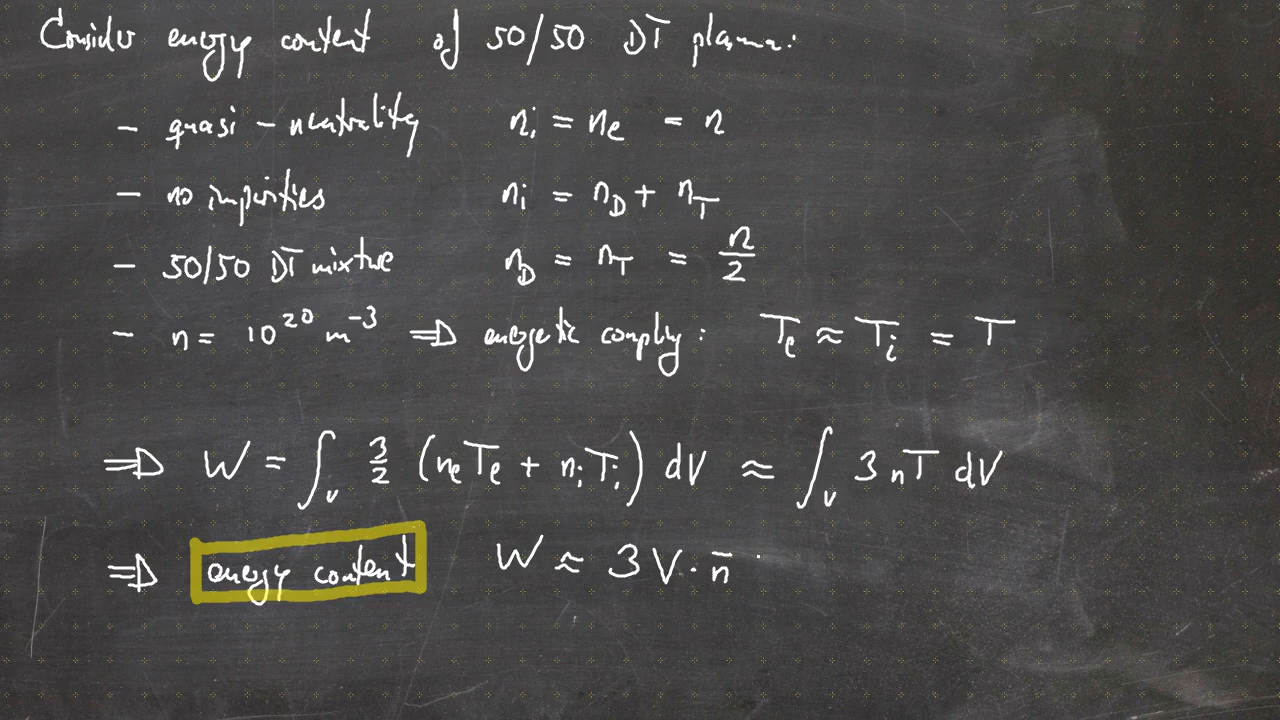 Consider energy content of 50/50 DT plasma:
- quasi-neutrality n_i = n_e = n
- no impurities n_i = n_D + n_T
- 50/50 DT mixture n_D = n_T = n/2
- n = 10^20 m^-3 ⇒ energetic coupling: T_e ≈ T_i = T
⇒ W = ∫_V 3/2 (n_e T_e + n_i T_i) dV ≈ ∫_V 3 n T dV
⇒ energy content W ≈ 3 V · n̄ ·